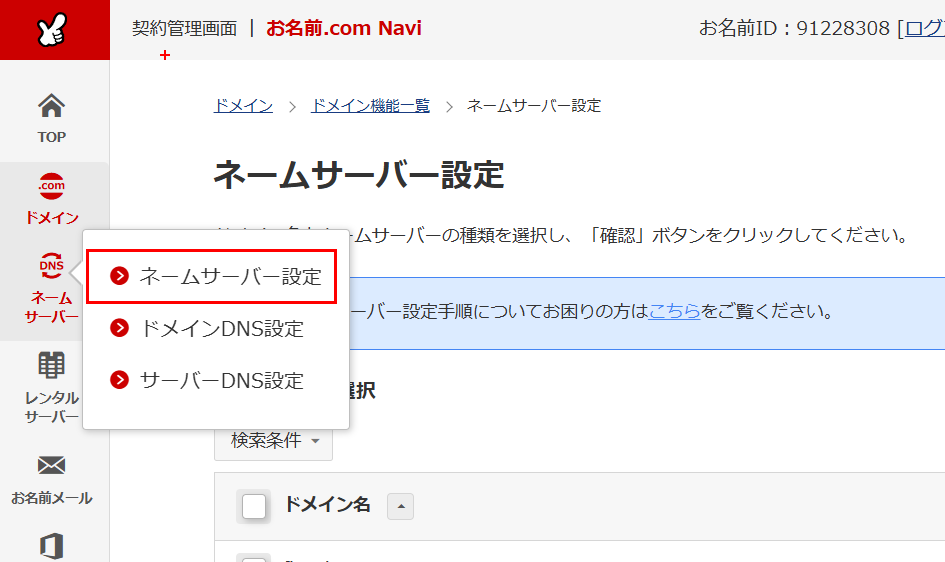 契約管理画面 | お名前.com Navi
お名前ID：91228308 [ログ
TOP
.com
ドメイン
DNS
ネーム
サーバー
レンタル
サーバー
お名前メール
ドメイン > ドメイン機能一覧 > ネームサーバー設定
ネームサーバー設定
ームサーバーの種類を選択し、「確認」ボタンをクリックしてください。
ネームサーバー設定
ドメインDNS設定
サーバーDNS設定
ーバー設定手順についてお困りの方はこちらをご覧ください。
選択
検索条件
ドメイン名